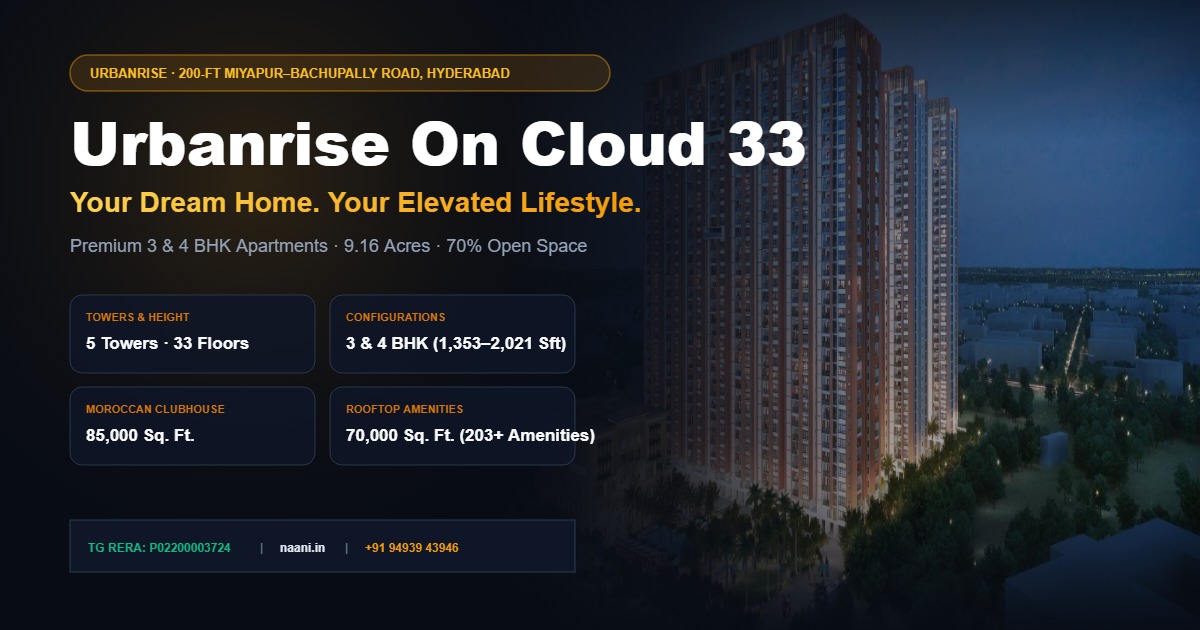 URBANRISE · 200-FT MIYAPUR–BACHUPALLY ROAD, HYDERABAD
Urbanrise On Cloud 33
Your Dream Home. Your Elevated Lifestyle.
Premium 3 & 4 BHK Apartments · 9.16 Acres · 70% Open Space
TOWERS & HEIGHT
5 Towers · 33 Floors
CONFIGURATIONS
3 & 4 BHK (1,353–2,021 Sft)
MOROCCAN CLUBHOUSE
85,000 Sq. Ft.
ROOFTOP AMENITIES
70,000 Sq. Ft. (203+ Amenities)
TG RERA: P02200003724 | naani.in | +91 94939 43946